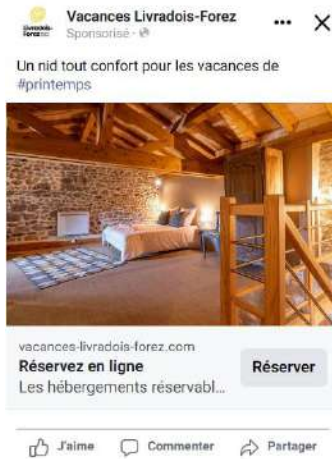 Vacances Livradois-Forez
Sponsorisé ·
Un nid tout confort pour les vacances de
#printemps
vacances-livradois-forez.com
Réservez en ligne
Les hébergements réservabl...
Réserver
J'aime
Commenter
Partager